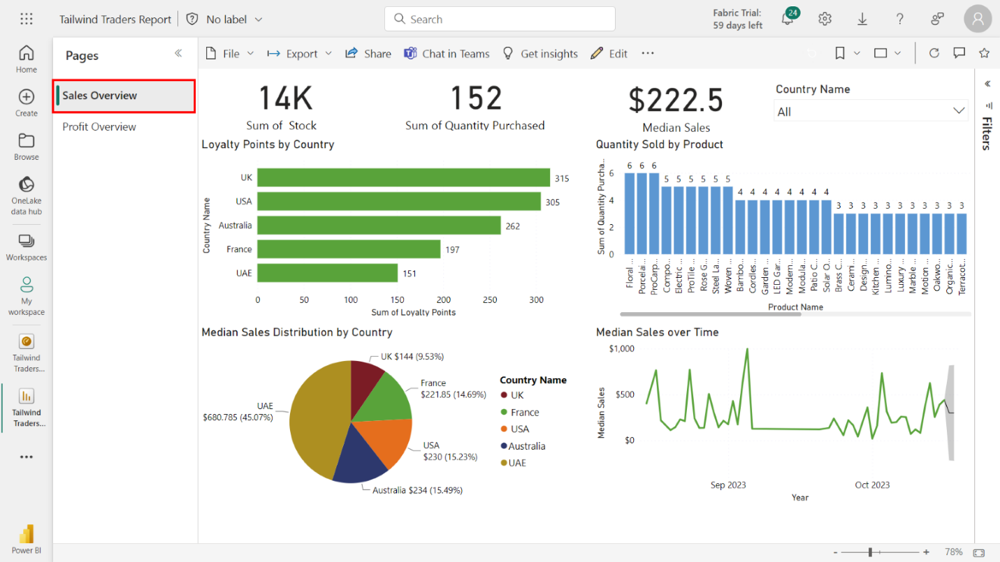 Tailwind Traders Report
No label
Search
Fabric Trial:
59 days left
24
Home
Create
Browse
OneLake
data hub
Workspaces
My
workspace
Tailwind
Traders...
Tailwind
Traders...
Power BI
Pages
Sales Overview
Profit Overview
File
Export
Share
Chat in Teams
Get insights
Edit
14K
Sum of Stock
152
Sum of Quantity Purchased
$222.5
Median Sales
Country Name
All
Filters
Loyalty Points by Country
Country Name
UK
315
USA
305
Australia
262
France
197
UAE
151
0 50 100 150 200 250 300
Sum of Loyalty Points
Quantity Sold by Product
Sum of Quantity Purcha...
6
4
2
0
6 6 6 5 5 5 5 5 5 4 4 4 4 4 4 4 4 3 3 3 3 3 3 3 3 3 3 3
Floral ...
Porcelai...
ProCarp...
Compo...
Electric ...
ProTile ...
Rose G...
Steel La...
Woven ...
Bambo...
Cordles...
Garden ...
LED Gar...
Modern...
Modula...
Patio C...
Solar O...
Brass C...
Cerami...
Design...
Kitchen ...
Lumino...
Luxury ...
Marble ...
Motion ...
Oakwo...
Organic...
Terracot...
Product Name
Median Sales Distribution by Country
UK $144 (9.53%)
France
$221.85 (14.69%)
USA
$230 (15.23%)
Australia $234 (15.49%)
UAE
$680.785 (45.07%)
Country Name
UK
France
USA
Australia
UAE
Median Sales over Time
Median Sales
$1,000
$500
$0
Sep 2023
Oct 2023
Year
78%